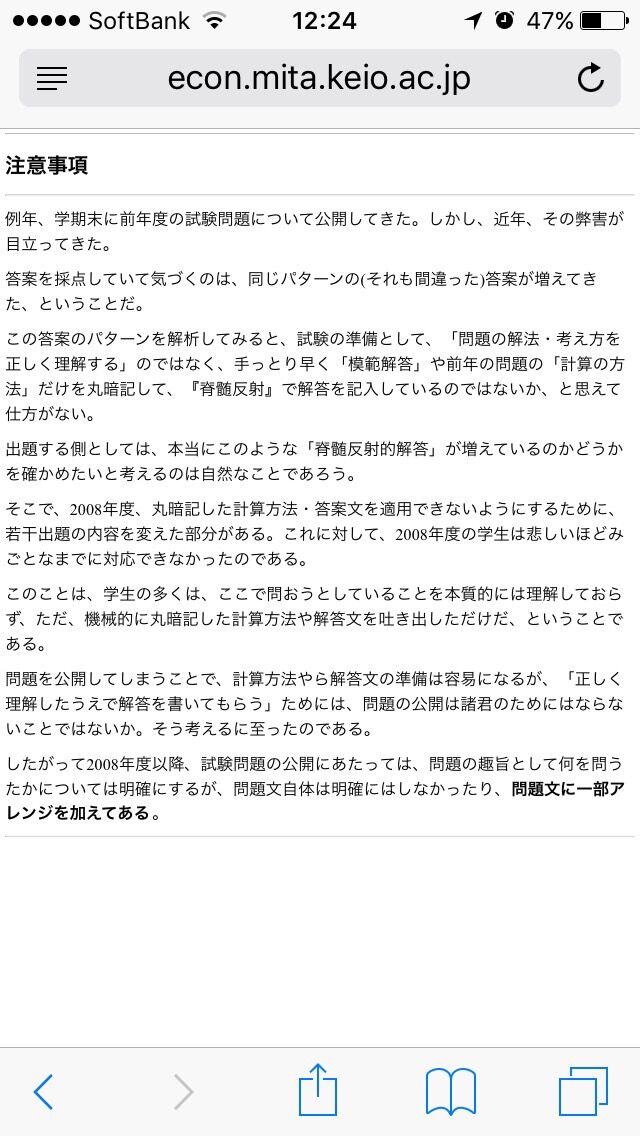 SoftBank 12:24 47%
econ.mita.keio.ac.jp
注意事項
例年、学期末に前年度の試験問題について公開してきた。しかし、近年、その弊害が
目立ってきた。
答案を採点していて気づくのは、同じパターンの(それも間違った)答案が増えてき
た、ということだ。
この答案のパターンを解析してみると、試験の準備として、「問題の解法・考え方を
正しく理解する」のではなく、手っとり早く「模範解答」や前年の問題の「計算の方
法」だけを丸暗記して、『脊髄反射』で解答を記入しているのではないか、と思えて
仕方がない。
出題する側としては、本当にこのような「脊髄反射的解答」が増えているのかどうか
を確かめたいと考えるのは自然なことであろう。
そこで、2008年度、丸暗記した計算方法・答案文を適用できないようにするために、
若干出題の内容を変えた部分がある。これに対して、2008年度の学生は悲しいほどみ
ごとなまでに対応できなかったのである。
このことは、学生の多くは、ここで問おうとしていることを本質的には理解しておら
ず、ただ、機械的に丸暗記した計算方法や解答文を吐き出しただけだ、ということで
ある。
問題を公開してしまうことで、計算方法やら解答文の準備は容易になるが、「正しく
理解したうえで解答を書いてもらう」ためには、問題の公開は諸君のためにはならな
いことではないか。そう考えるに至ったのである。
したがって2008年度以降、試験問題の公開にあたっては、問題の趣旨として何を問う
たかについては明確にするが、問題文自体は明確にはしなかったり、問題文に一部ア
レンジを加えてある。